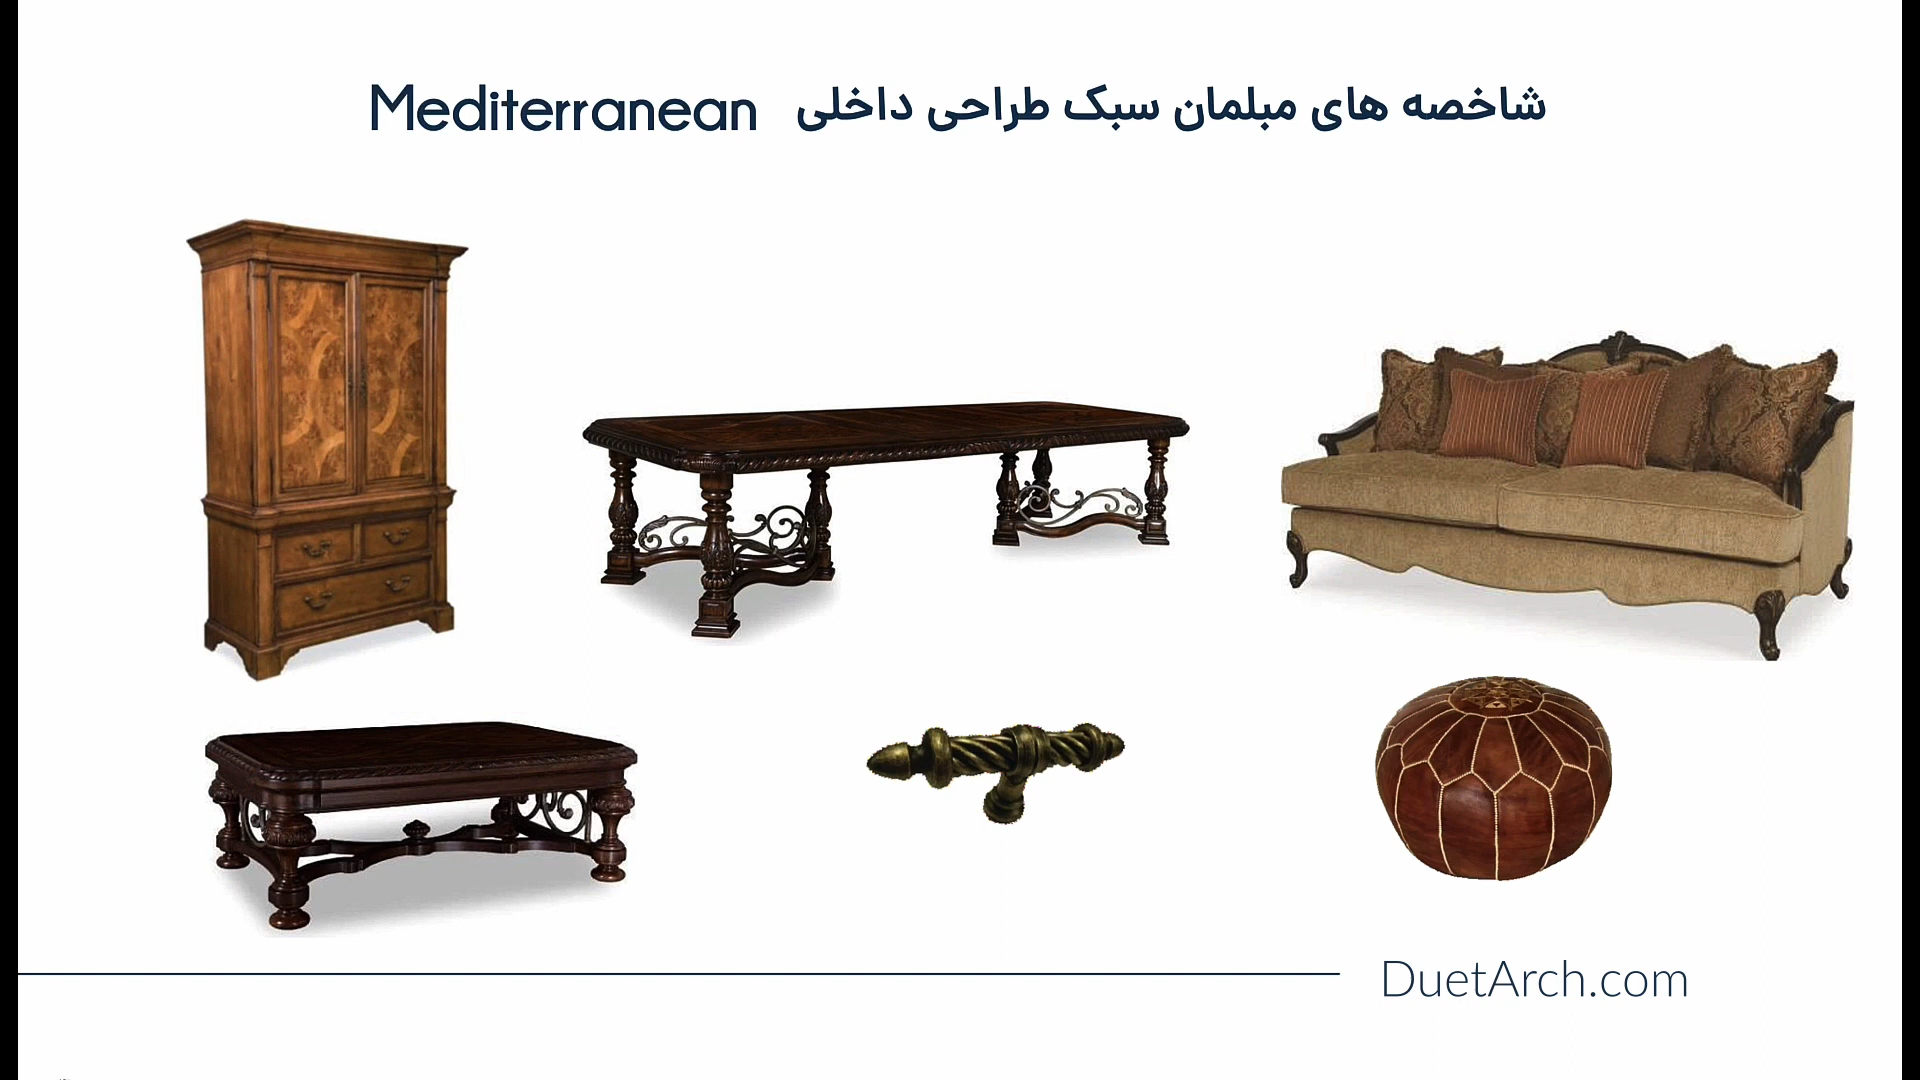 شاخصه های مبلمان سبک طراحی داخلی Mediterranean
DuetArch.com